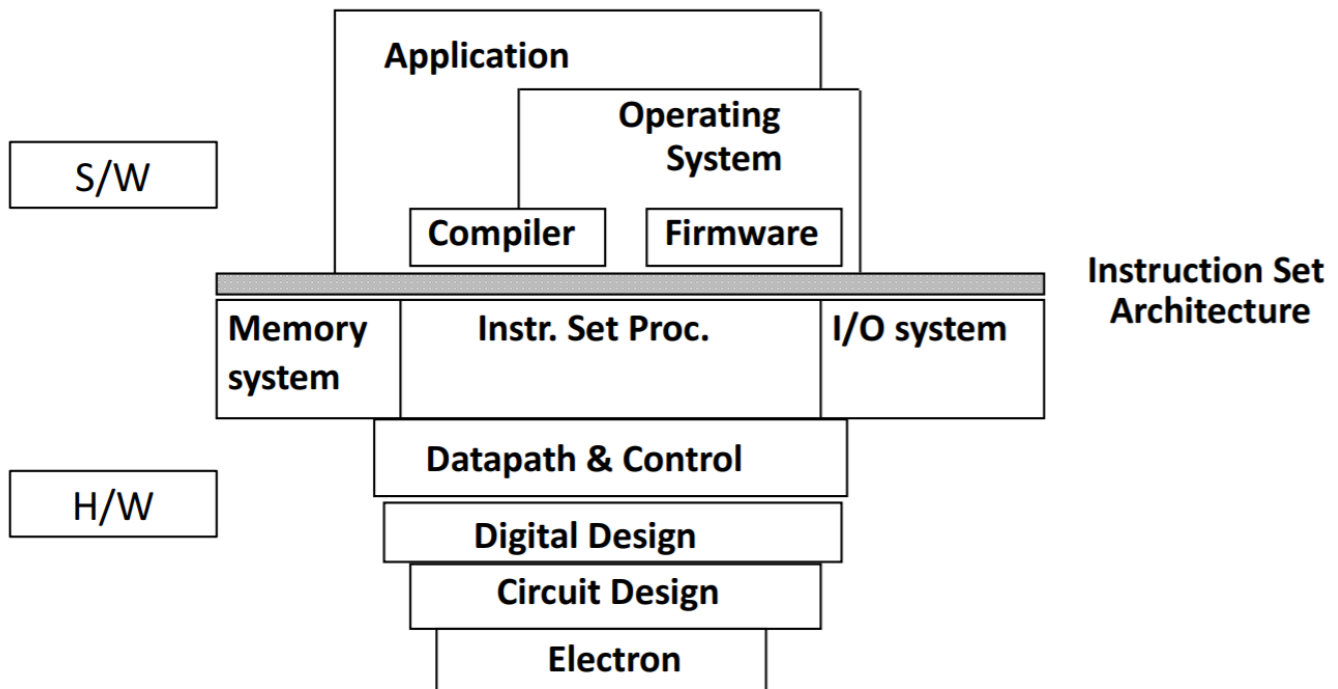 Application
Operating
System
S/W
Compiler
Firmware
Instruction Set
Architecture
Memory
system
Instr. Set Proc.
I/O system
Datapath & Control
H/W
Digital Design
Circuit Design
Electron